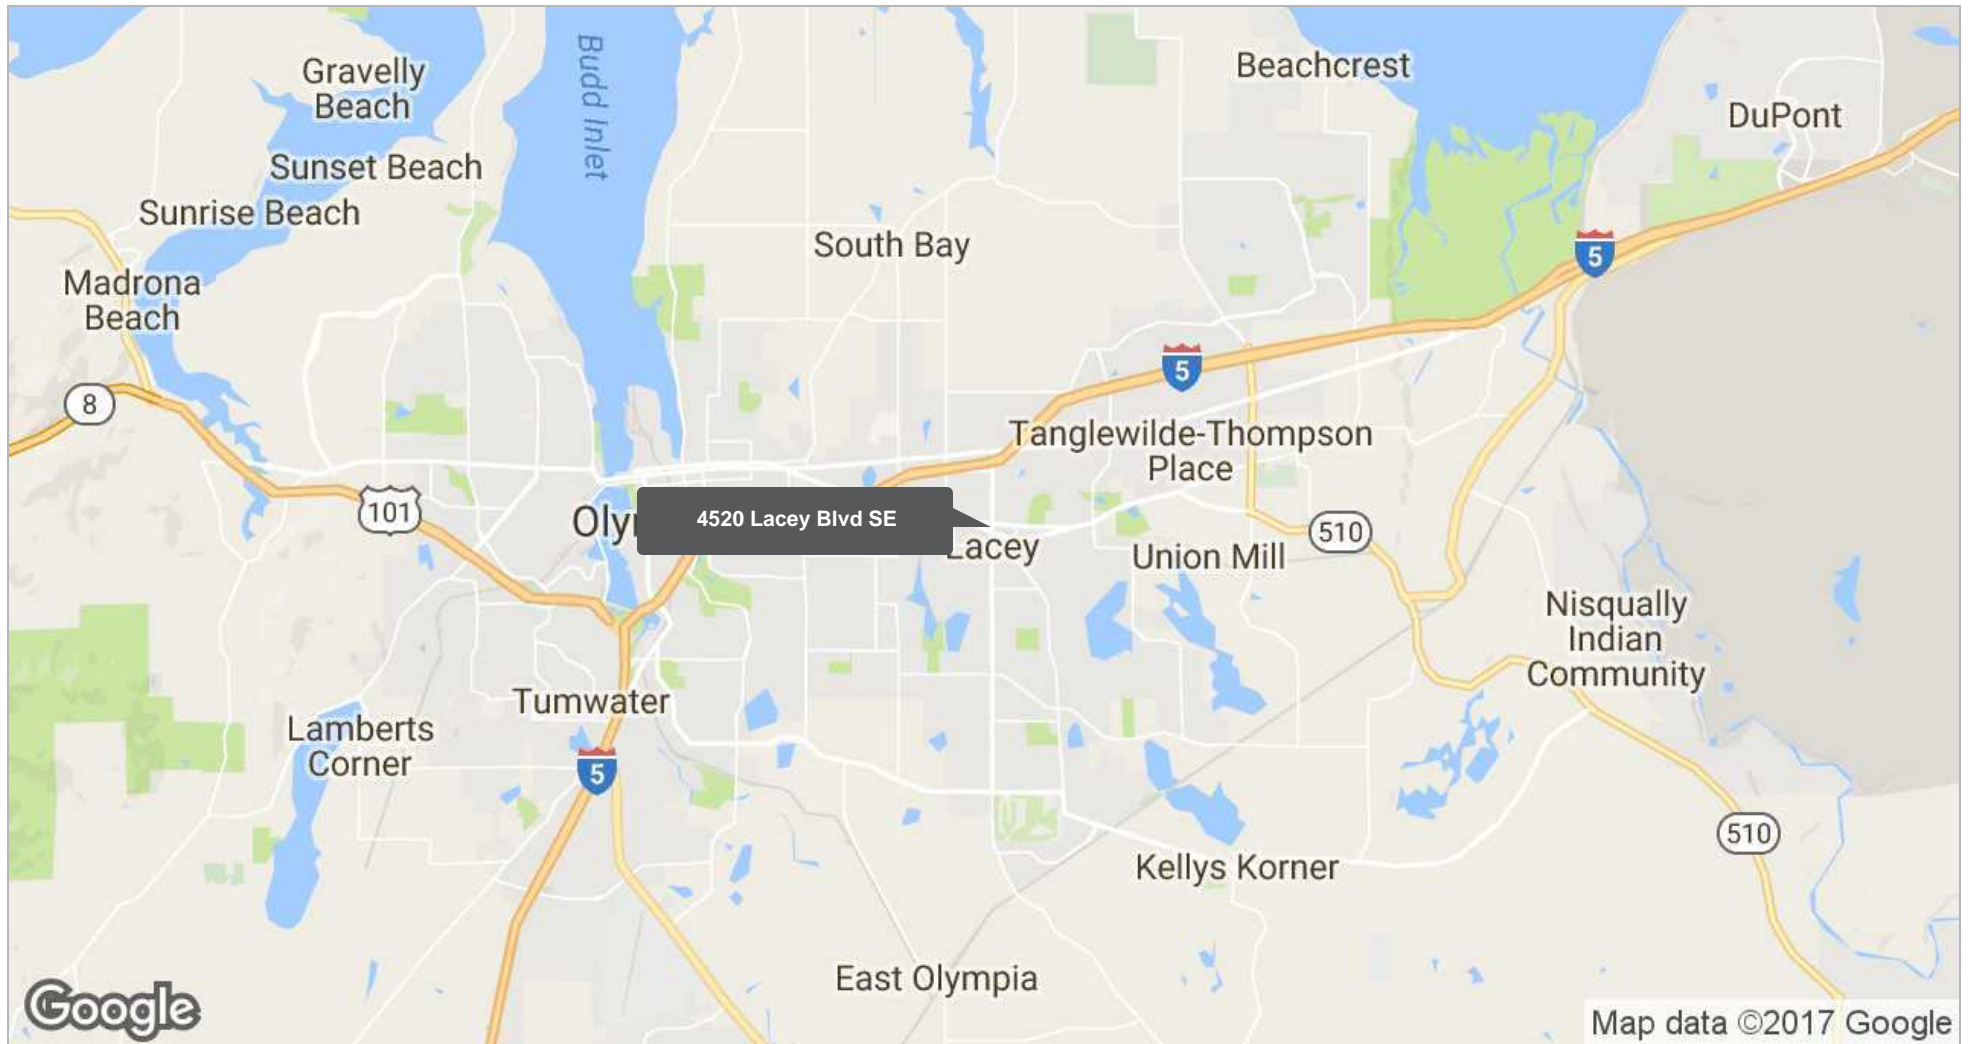 Gravelly
Beach
Budd Inlet
Beachcrest
DuPont
Sunset Beach
Sunrise Beach
South Bay
5
Madrona
Beach
5
8
Tanglewilde-Thompson
Place
101
4520 Lacey Blvd SE
510
Lacey
Union Mill
Nisqually
Indian
Community
Tumwater
Lamberts
Corner
5
510
Kellys Korner
East Olympia
Google
Map data ©2017 Google